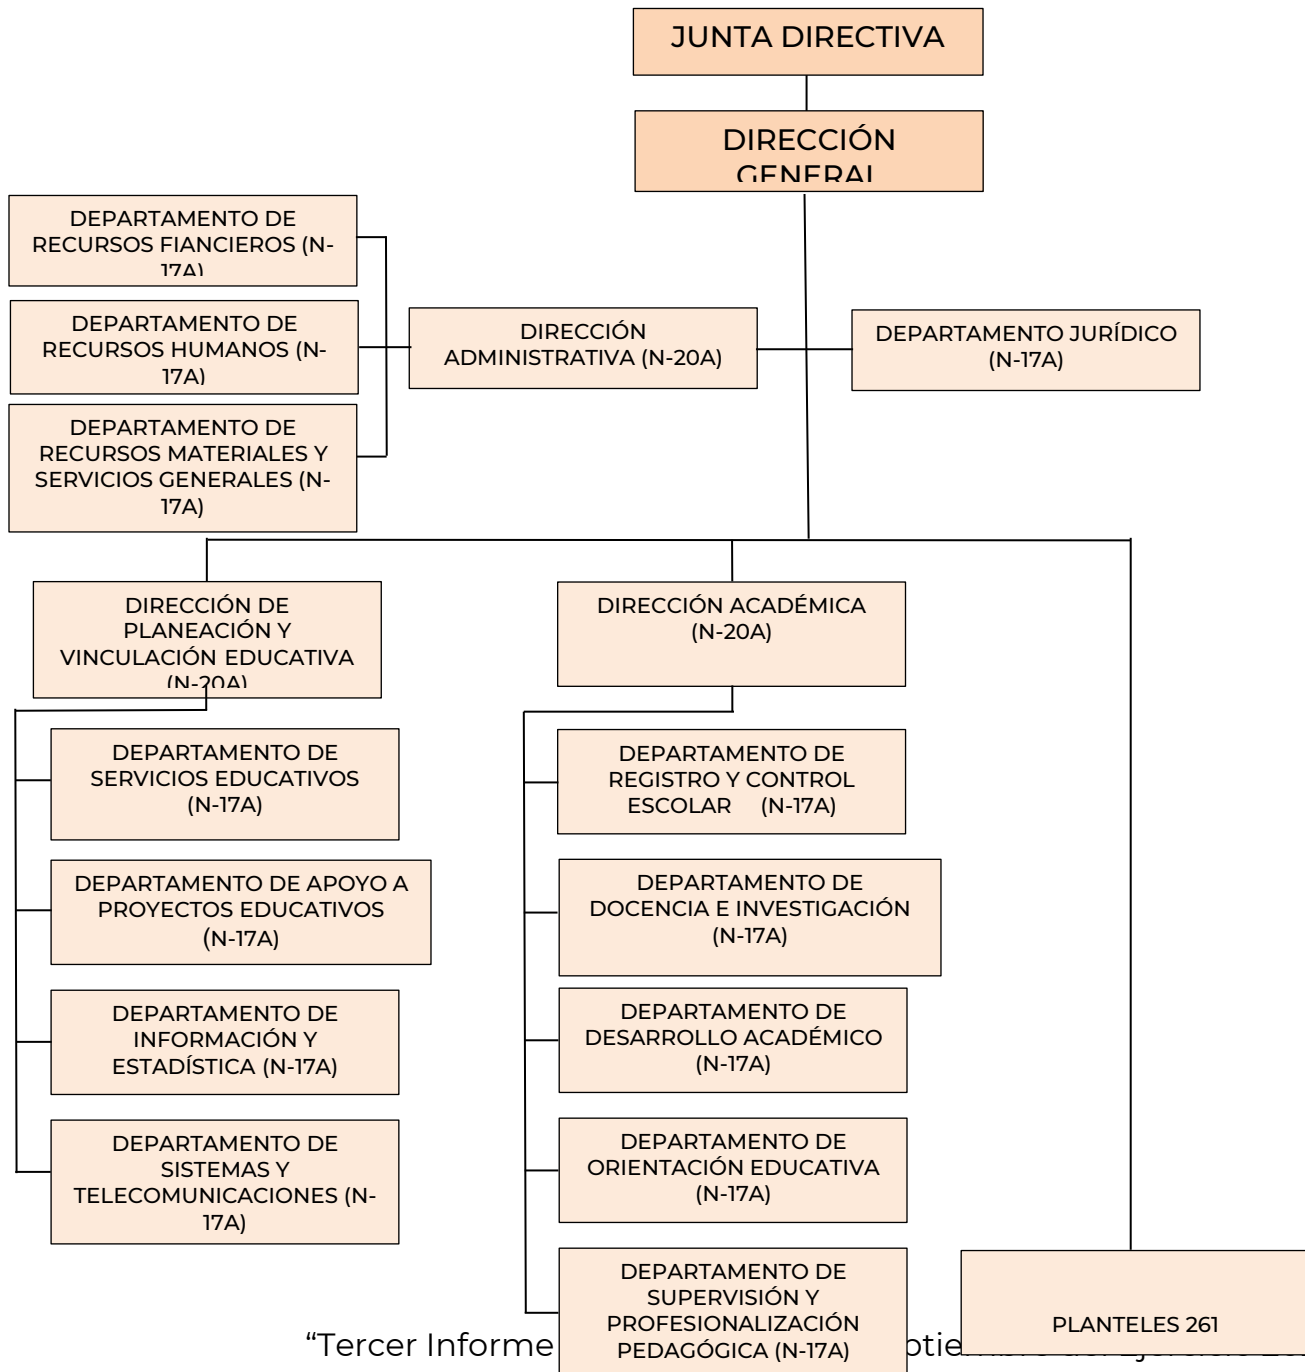 JUNTA DIRECTIVA
DIRECCIÓN
GENERAL
DEPARTAMENTO DE
RECURSOS FIANCIEROS (N-
17A)
DEPARTAMENTO DE
RECURSOS HUMANOS (N-
17A)
DEPARTAMENTO DE
RECURSOS MATERIALES Y
SERVICIOS GENERALES (N-
17A)
DIRECCIÓN
ADMINISTRATIVA (N-20A)
DEPARTAMENTO JURÍDICO
(N-17A)
DIRECCIÓN DE
PLANEACIÓN Y
VINCULACIÓN EDUCATIVA
(N-20A)
DEPARTAMENTO DE
SERVICIOS EDUCATIVOS
(N-17A)
DEPARTAMENTO DE APOYO A
PROYECTOS EDUCATIVOS
(N-17A)
DEPARTAMENTO DE
INFORMACIÓN Y
ESTADÍSTICA (N-17A)
DEPARTAMENTO DE
SISTEMAS Y
TELECOMUNICACIONES (N-
17A)
DIRECCIÓN ACADÉMICA
(N-20A)
DEPARTAMENTO DE
REGISTRO Y CONTROL
ESCOLAR (N-17A)
DEPARTAMENTO DE
DOCENCIA E INVESTIGACIÓN
(N-17A)
DEPARTAMENTO DE
DESARROLLO ACADÉMICO
(N-17A)
DEPARTAMENTO DE
ORIENTACIÓN EDUCATIVA
(N-17A)
DEPARTAMENTO DE
SUPERVISIÓN Y
PROFESIONALIZACIÓN
PEDAGÓGICA (N-17A)
PLANTELES 261
“Tercer Informe